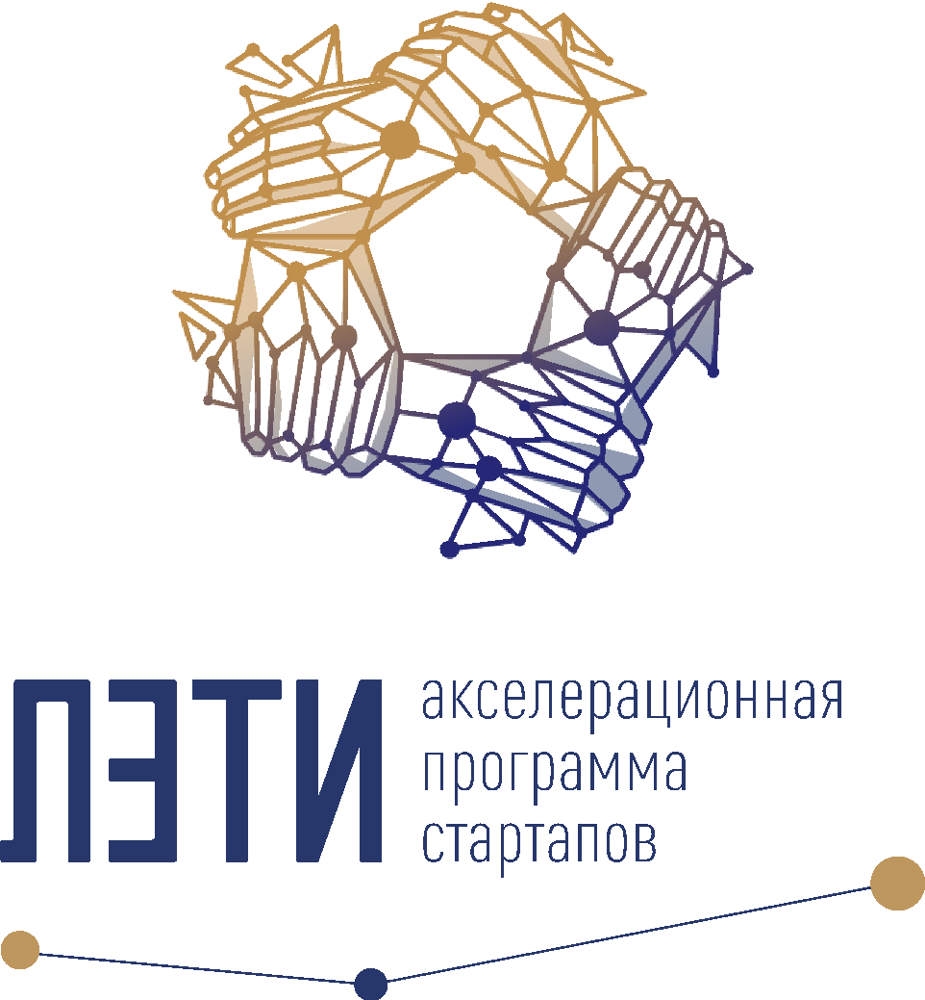 ЛЭТИ
акселерационная
программа
стартапов